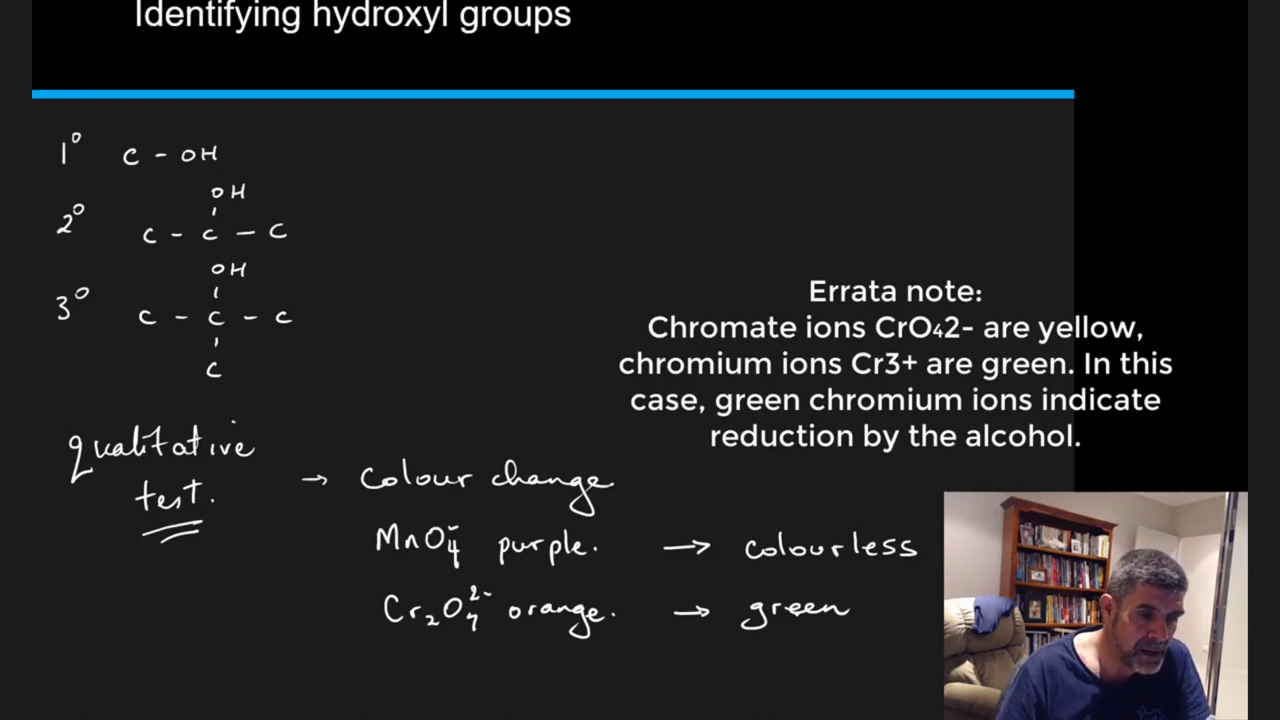 Identifying hydroxyl groups
1° C - OH
OH
2° C - C - C
OH
3° C - C - C
C
Errata note:
Chromate ions CrO₄2- are yellow,
chromium ions Cr3+ are green. In this
case, green chromium ions indicate
reduction by the alcohol.
qualitative
test.
→ colour change
MnO₄⁻ purple. → colourless
Cr₂O₇²⁻ orange. → green